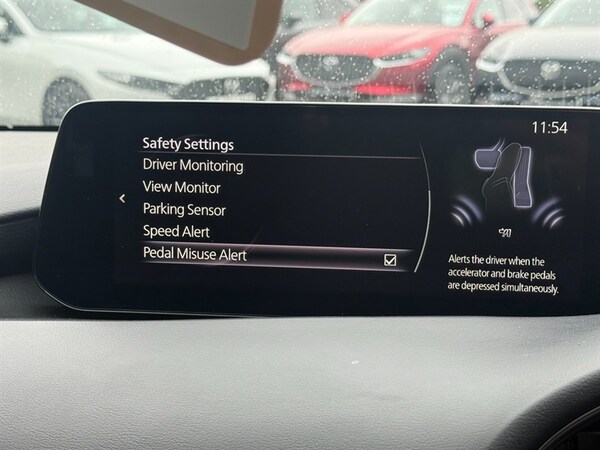 11:54
Safety Settings
Driver Monitoring
View Monitor
Parking Sensor
Speed Alert
Pedal Misuse Alert
Alerts the driver when the
accelerator and brake pedals
are depressed simultaneously.